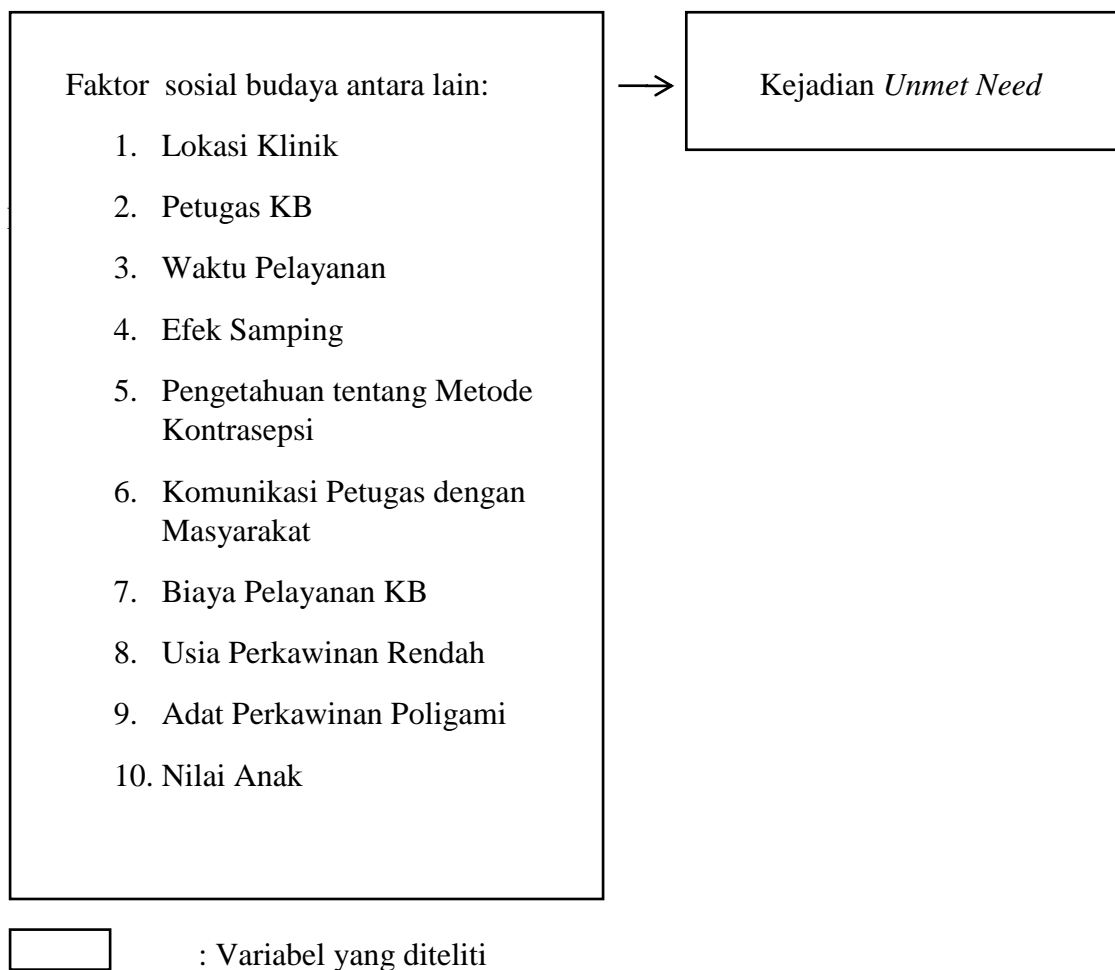 Faktor sosial budaya antara lain:
1. Lokasi Klinik
2. Petugas KB
3. Waktu Pelayanan
4. Efek Samping
5. Pengetahuan tentang Metode
Kontrasepsi
6. Komunikasi Petugas dengan
Masyarakat
7. Biaya Pelayanan KB
8. Usia Perkawinan Rendah
9. Adat Perkawinan Poligami
10. Nilai Anak
Kejadian Unmet Need
: Variabel yang diteliti